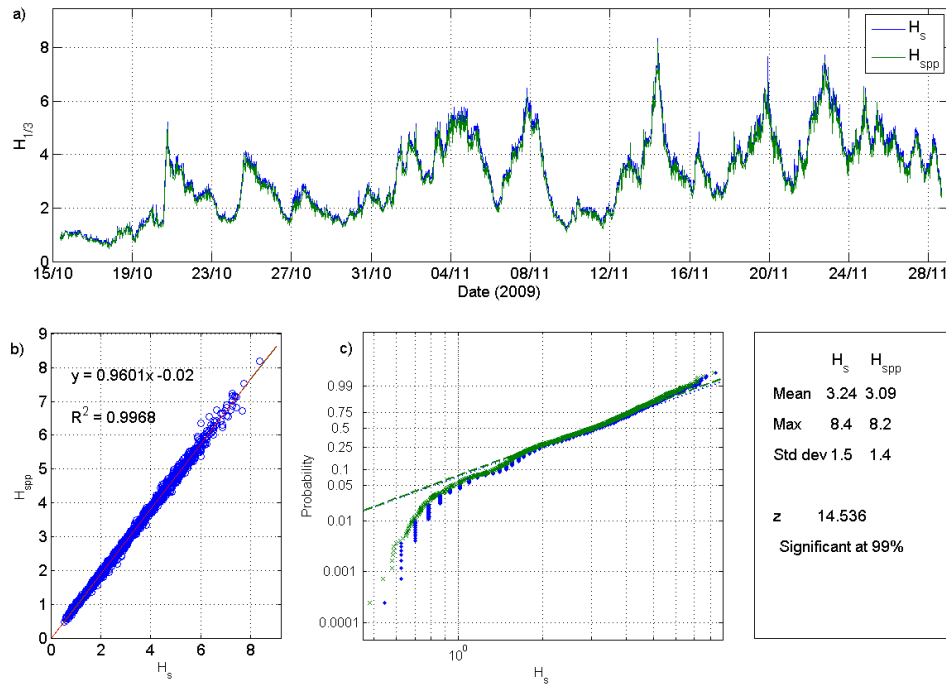 a)
8
6
4
2
0
H1/3
Hs
Hspp
15/10 19/10 23/10 27/10 31/10 04/11 08/11 12/11 16/11 20/11 24/11 28/11
Date (2009)
b)
9
8
7
6
5
4
3
2
1
0
Hspp
y = 0.9601x -0.02
R2 = 0.9968
0 2 4 6 8
Hs
c)
0.99
0.75
0.5
0.25
0.1
0.05
0.01
0.001
0.0001
Probability
10^0
Hs
Hs Hspp
Mean 3.24 3.09
Max 8.4 8.2
Std dev 1.5 1.4
z 14.536
Significant at 99%